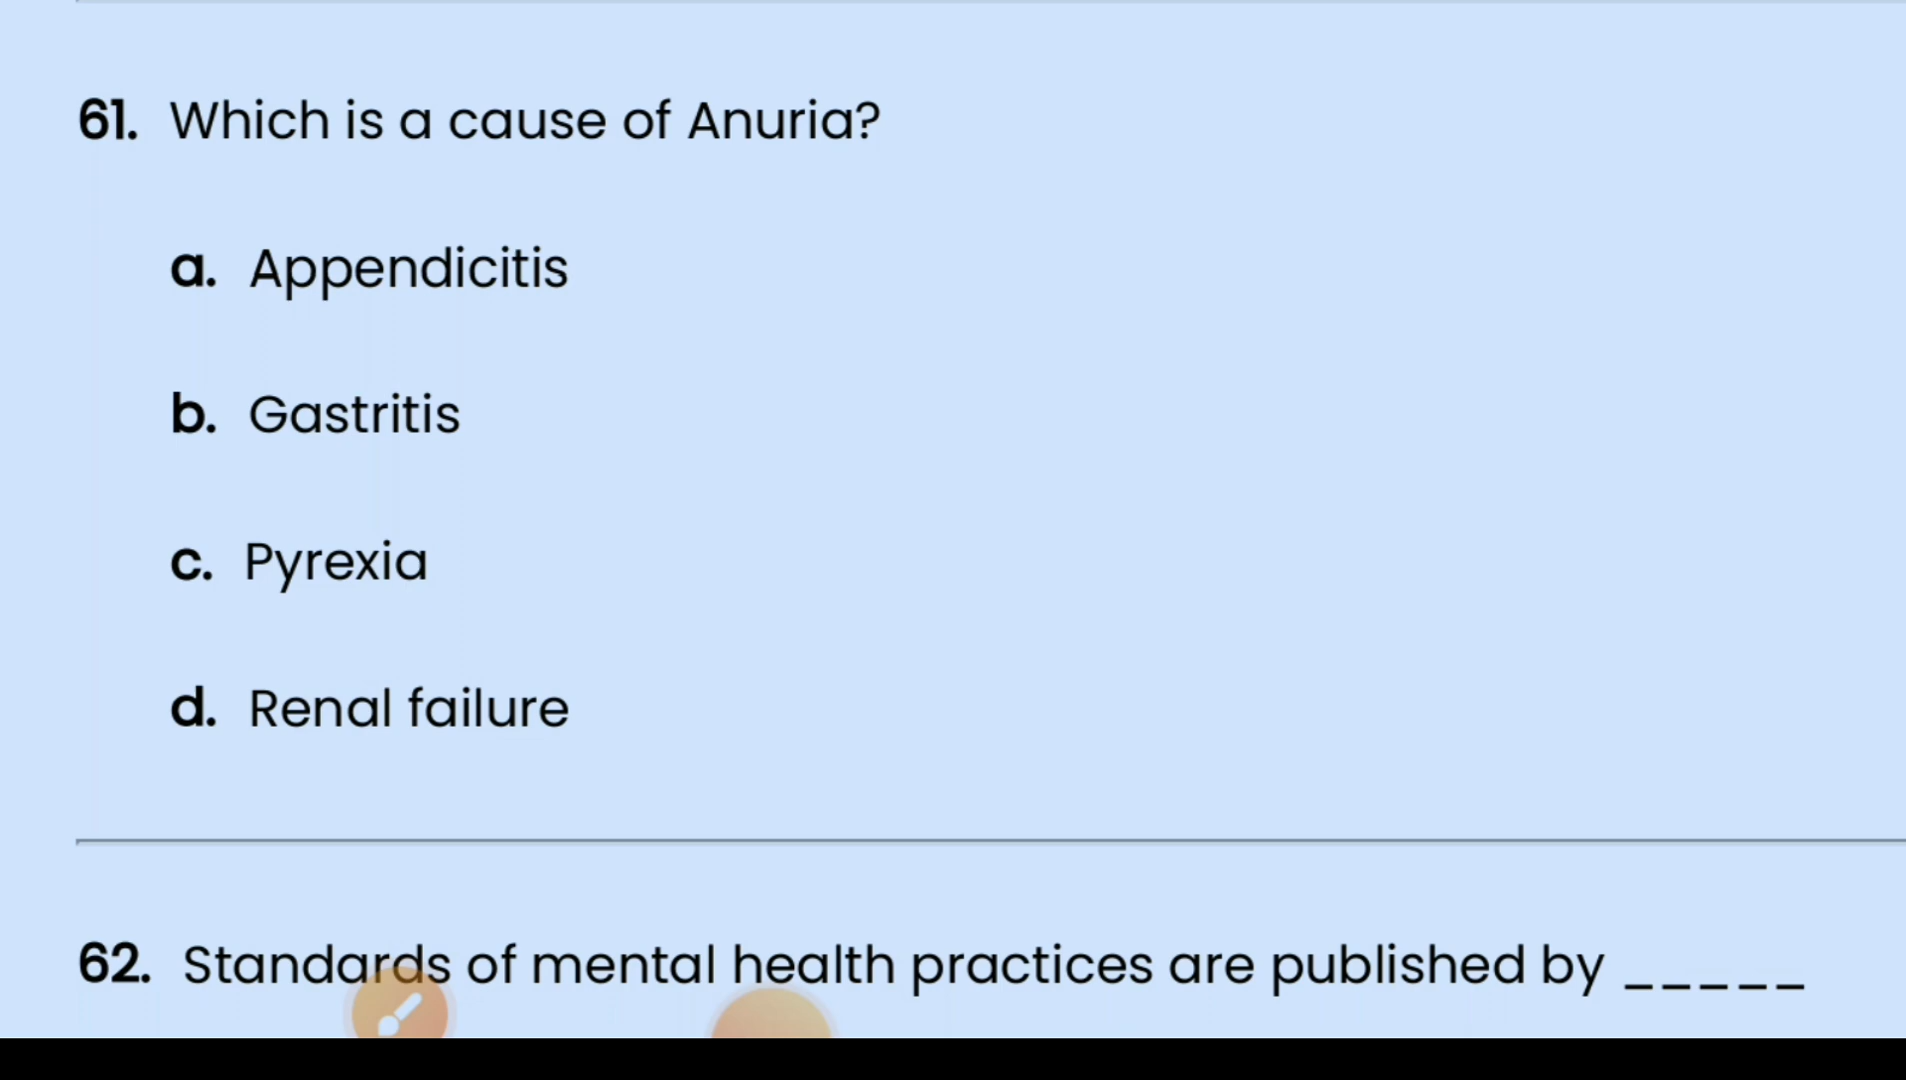 61. Which is a cause of Anuria?
a. Appendicitis
b. Gastritis
c. Pyrexia
d. Renal failure
62. Standards of mental health practices are published by _____